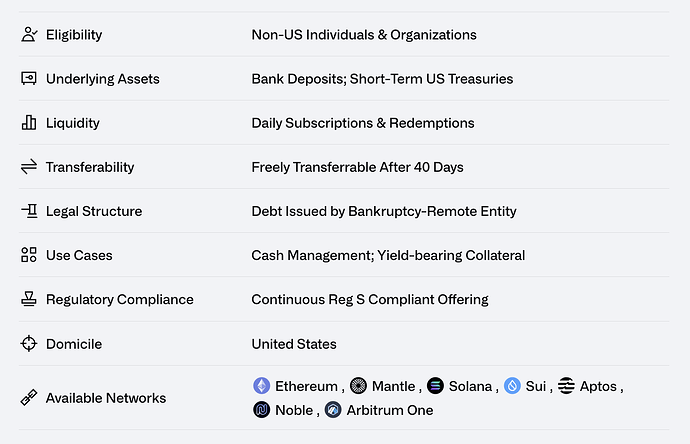 Eligibility Non-US Individuals & Organizations
Underlying Assets Bank Deposits; Short-Term US Treasuries
Liquidity Daily Subscriptions & Redemptions
Transferability Freely Transferrable After 40 Days
Legal Structure Debt Issued by Bankruptcy-Remote Entity
Use Cases Cash Management; Yield-bearing Collateral
Regulatory Compliance Continuous Reg S Compliant Offering
Domicile United States
Available Networks Ethereum , Mantle , Solana , Sui , Aptos ,
Noble , Arbitrum One